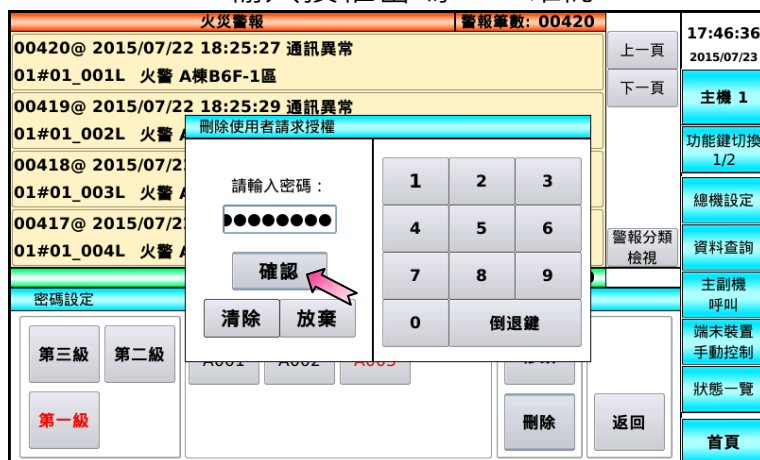 火災警報
警報筆數: 00420
00420@ 2015/07/22 18:25:27 通訊異常
01#01_001L 火警 A棟B6F-1區
00419@ 2015/07/22 18:25:29 通訊異常
01#01_002L 火警
00418@ 2015/07/2
01#01_003L 火警
00417@ 2015/07/2
01#01_004L 火警
上一頁
下一頁
警報分類
檢視
17:46:36
2015/07/23
主機 1
功能鍵切換
1/2
總機設定
資料查詢
主副機
呼叫
端末裝置
手動控制
狀態一覽
首頁
刪除使用者請求授權
請輸入密碼：
●●●●●●●●
確認
清除 放棄
1 2 3
4 5 6
7 8 9
0 倒退鍵
密碼設定
第三級 第二級
第一級
A001 A002 A003
刪除
返回